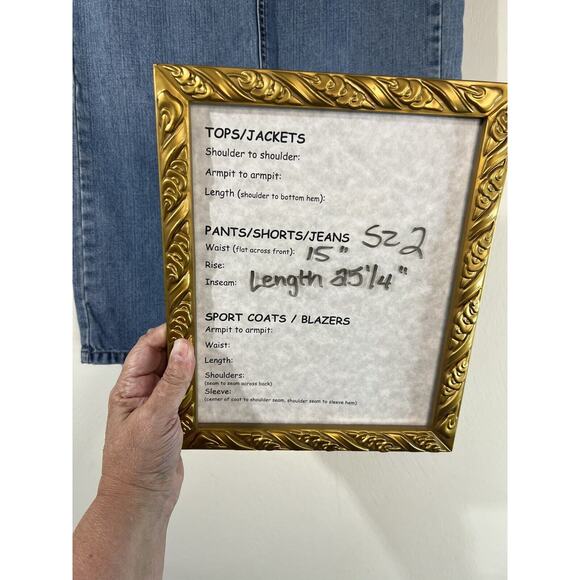 TOPS/JACKETS
Shoulder to shoulder:
Armpit to armpit:
Length (shoulder to bottom hem):
PANTS/SHORTS/JEANS Sz 2
Waist (flat across front): 15"
Rise:
Inseam: Length 25 1/4"
SPORT COATS / BLAZERS
Armpit to armpit:
Waist:
Length:
Shoulders:
(seam to seam across back)
Sleeve:
(center of coat to shoulder seam, shoulder seam to sleeve hem)